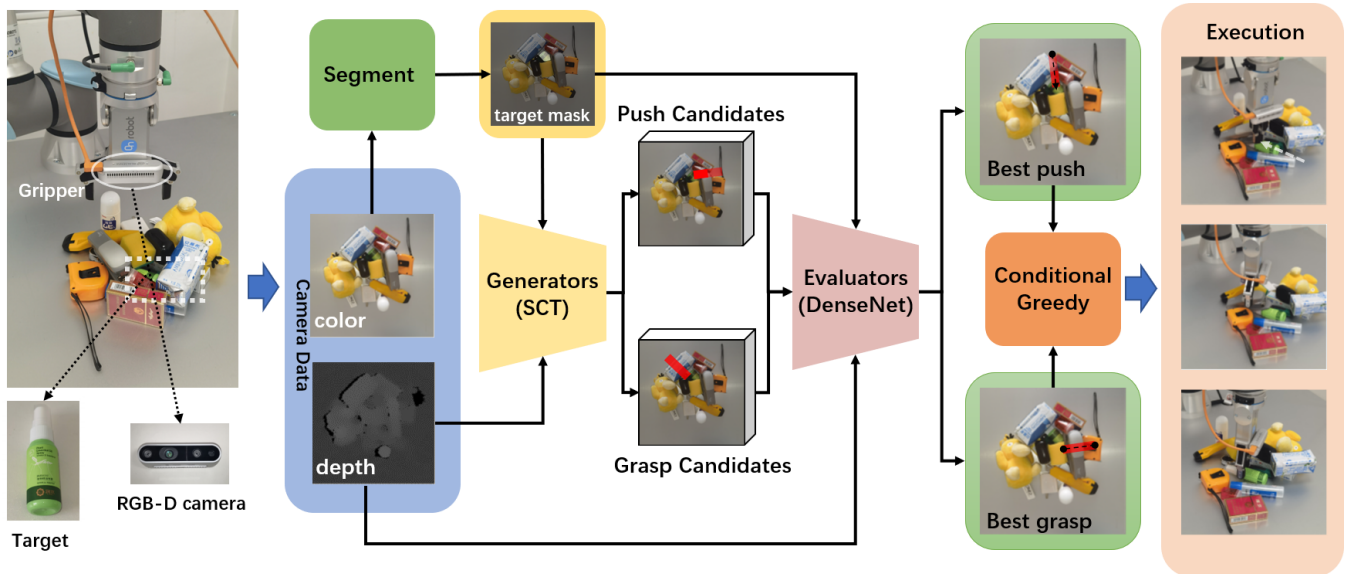 Gripper
robot
Target
RGB-D camera
Segment
target mask
Camera Data
color
depth
Generators
(SCT)
Push Candidates
Grasp Candidates
Evaluators
(DenseNet)
Best push
Conditional
Greedy
Best grasp
Execution